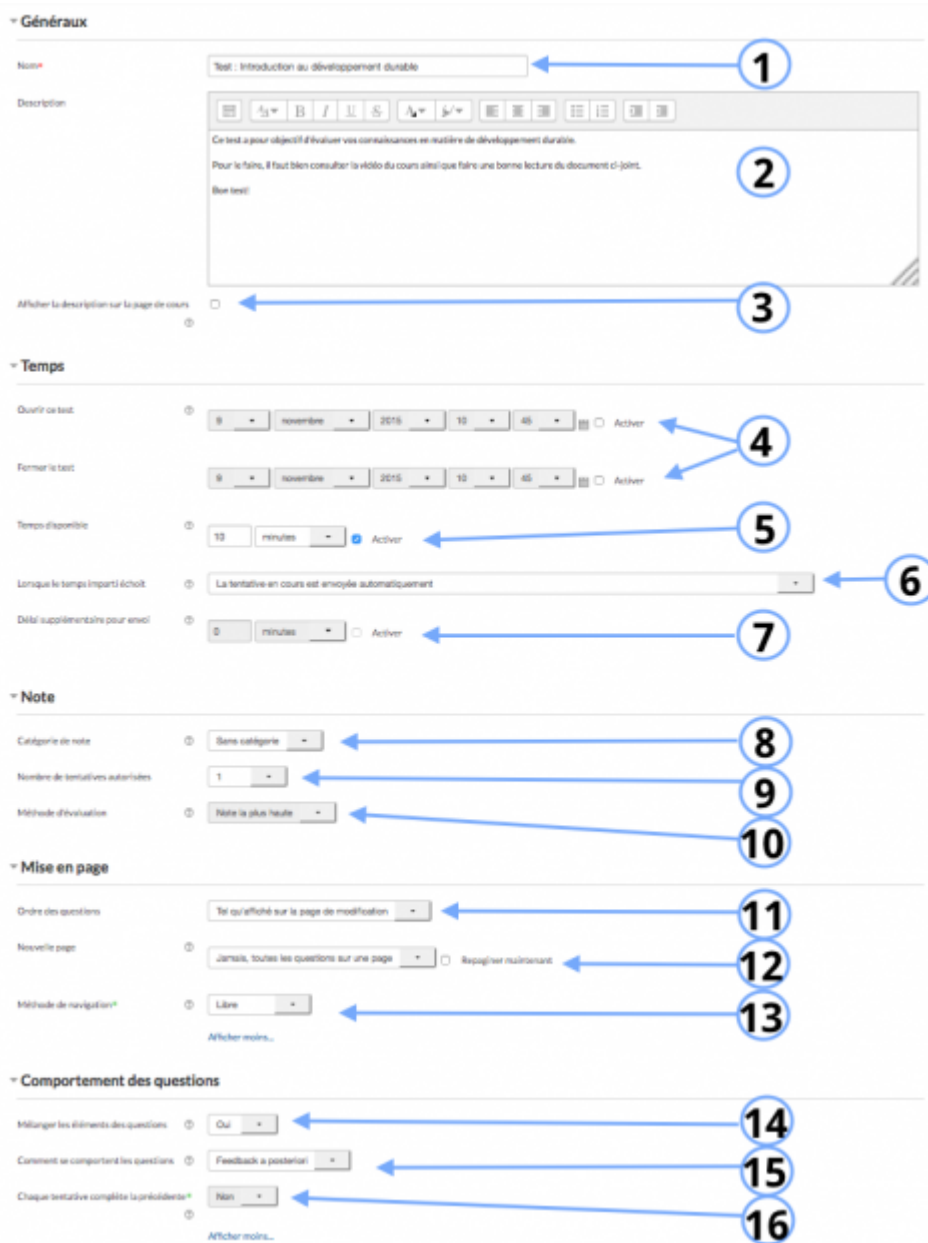 Généraux
Nom*
Test : Introduction au développement durable
1
Description
B I U S
Ce test a pour objectif d'évaluer vos connaissances en matière de développement durable.
Pour le faire, il faut bien consulter la vidéo du cours ainsi que faire une bonne lecture du document ci-joint.
Bon test!
2
Afficher la description sur la page de cours
3
Temps
Ouvrir ce test 9 novembre 2015 10 45 Activer
4
Fermer le test 9 novembre 2015 10 45 Activer
Temps disponible 10 minutes Activer
5
Lorsque le temps imparti échoit La tentative en cours est envoyée automatiquement
6
Délai supplémentaire pour envoi 0 minutes Activer
7
Note
Catégorie de note Sans catégorie
8
Nombre de tentatives autorisées 1
9
Méthode d'évaluation Note la plus haute
10
Mise en page
Ordre des questions Tel qu'affiché sur la page de modification
11
Nouvelle page Jamais, toutes les questions sur une page Repaginer maintenant
12
Méthode de navigation* Libre
13
Afficher moins...
Comportement des questions
Mélanger les éléments des questions Oui
14
Comment se comportent les questions Feedback a posteriori
15
Chaque tentative complète la précédente* Non
16
Afficher moins...